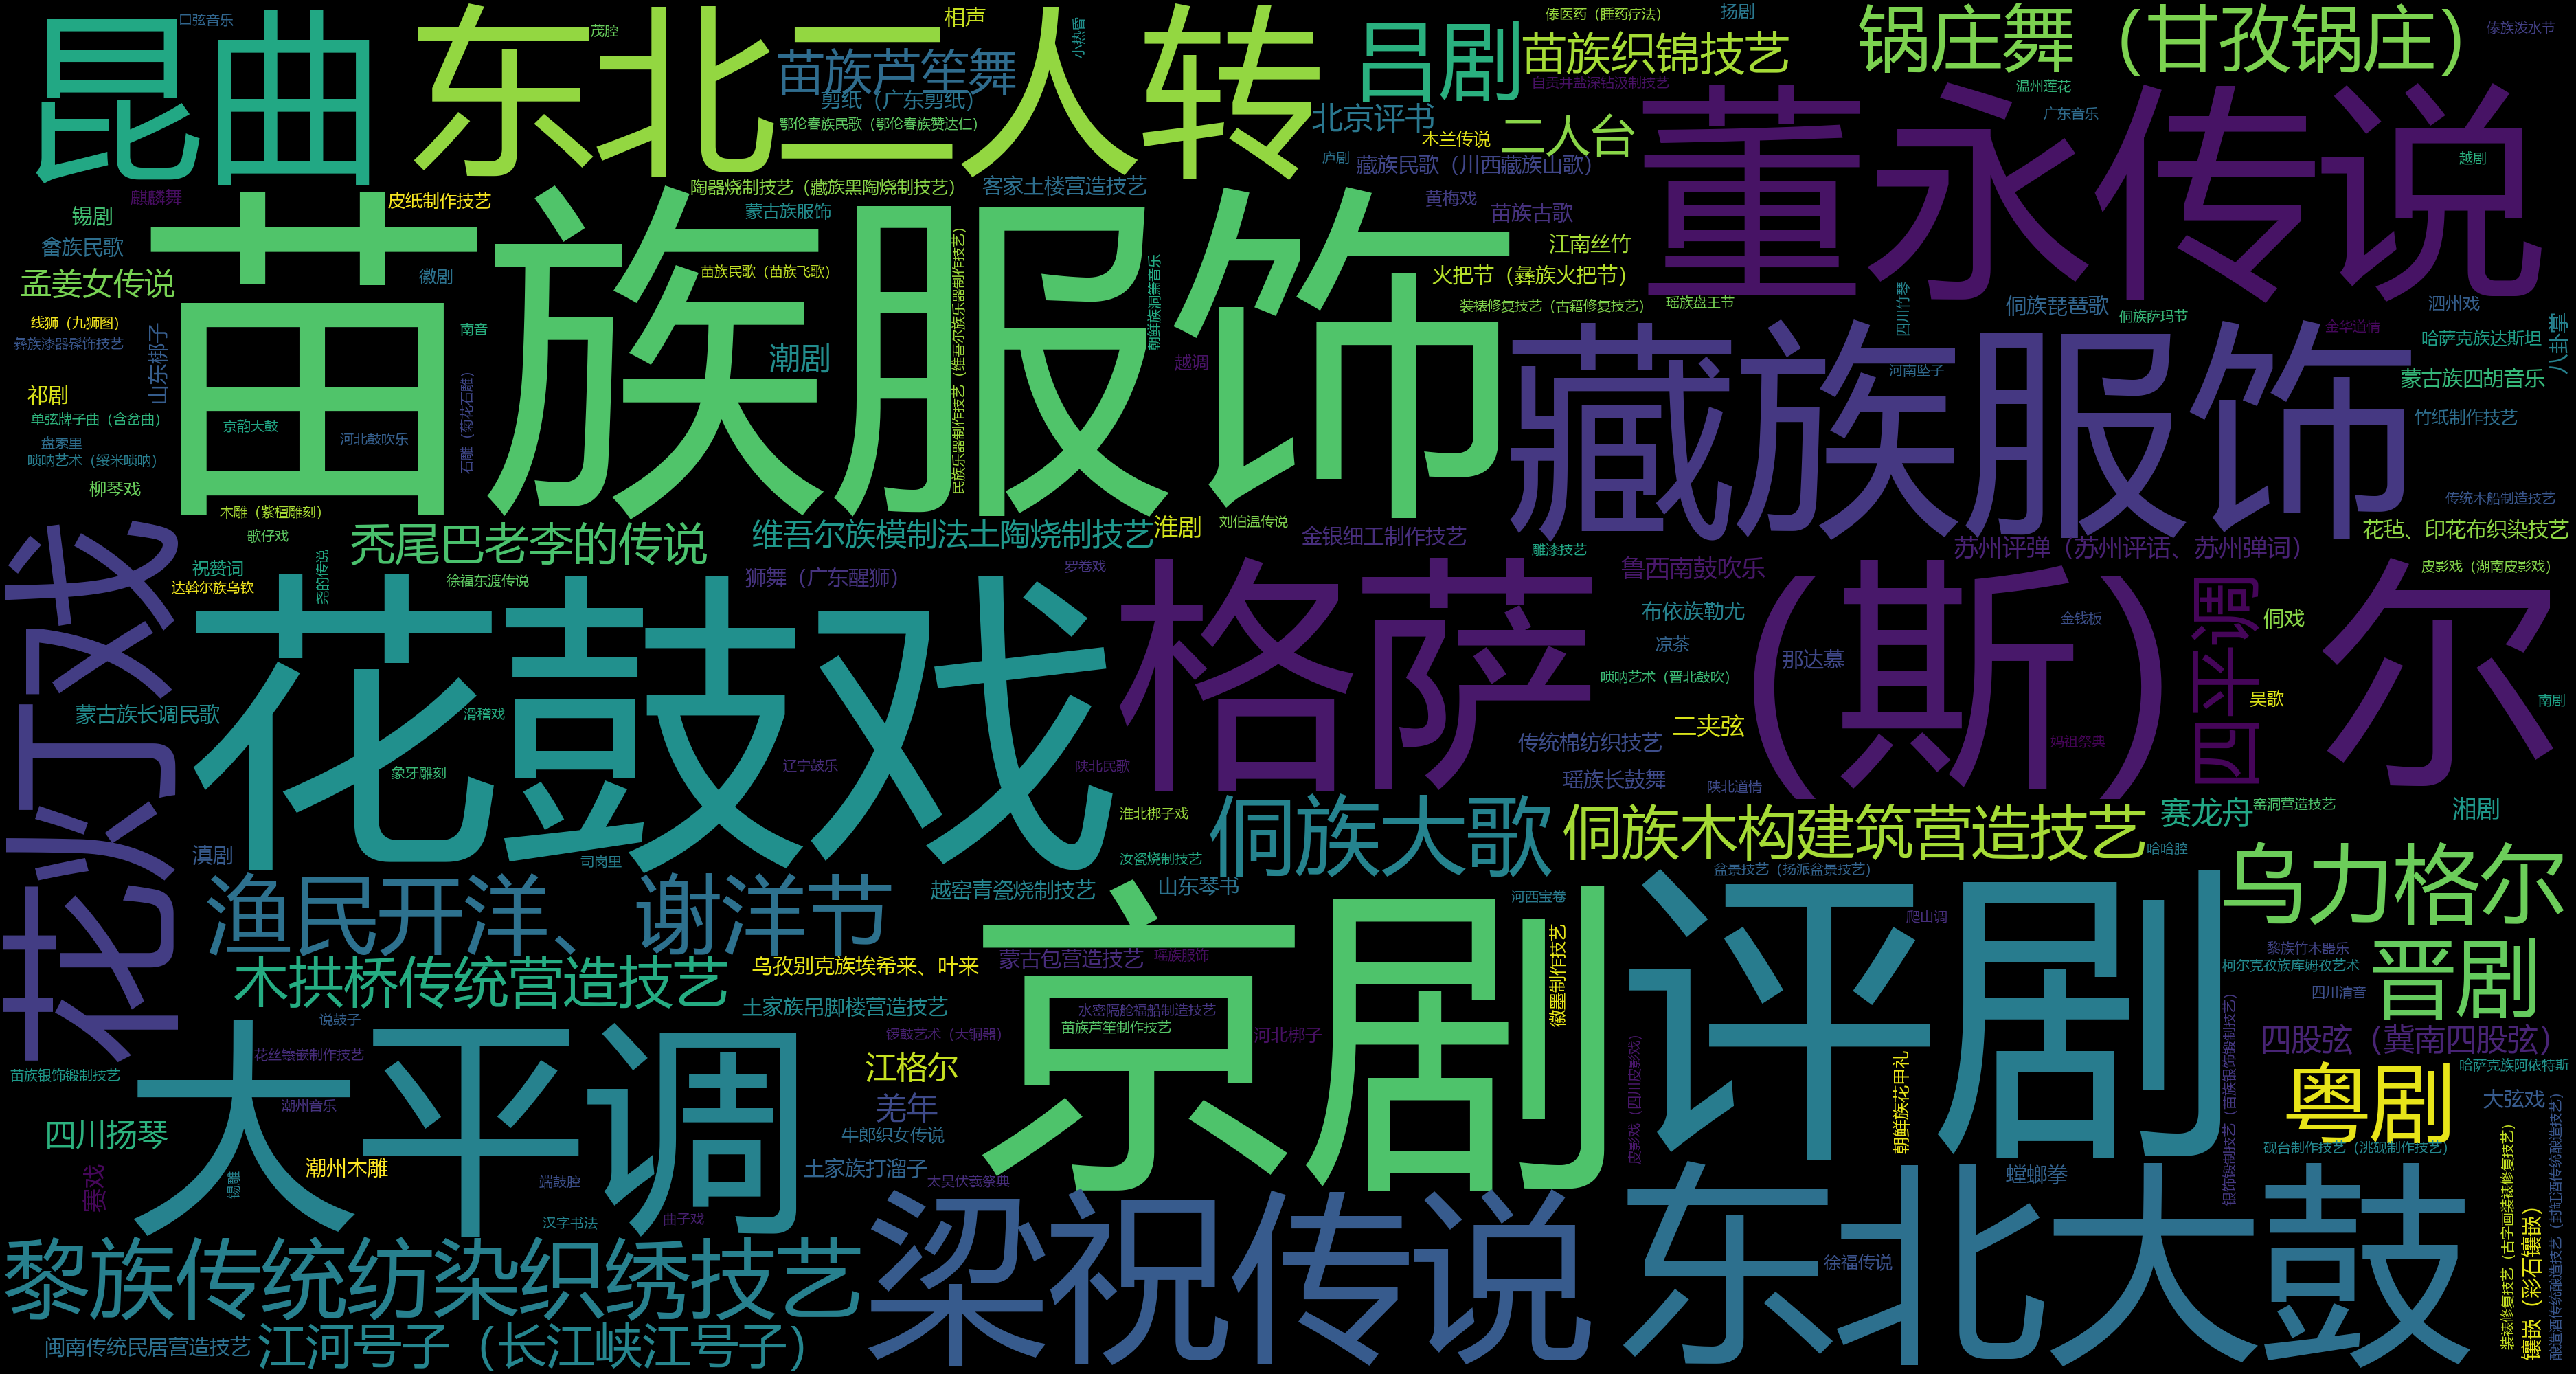 口弦音乐
昆曲
东北二人转
茂腔
相声
小热昏
苗族芦笙舞
剪纸（广东剪纸）
鄂伦春族民歌（鄂伦春族赞达仁）
吕剧
傣医药（睡药疗法）
扬剧
苗族织锦技艺
自贡井盐深钻汲制技艺
北京评书
木兰传说
二人台
庐剧
藏族民歌（川西藏族山歌）
锅庄舞（甘孜锅庄）
傣族泼水节
温州莲花
广东音乐
董永传说
越剧
麒麟舞
锡剧
畲族民歌
孟姜女传说
皮纸制作技艺
徽剧
陶器烧制技艺（藏族黑陶烧制技艺）
客家土楼营造技艺
蒙古族服饰
苗族民歌（苗族飞歌）
苗族服饰
民族乐器制作技艺（维吾尔族乐器制作技艺）
朝鲜族洞箫音乐
黄梅戏
苗族古歌
江南丝竹
火把节（彝族火把节）
装裱修复技艺（古籍修复技艺）
瑶族盘王节
四川竹琴
侗族琵琶歌
泗州戏
侗族萨玛节
金华道情
哈萨克族达斯坦
八卦掌
线狮（九狮图）
彝族漆器髹饰技艺
山东梆子
南音
潮剧
越调
藏族服饰
河南坠子
蒙古族四胡音乐
竹纸制作技艺
祁剧
单弦牌子曲（含岔曲）
盘索里
唢呐艺术（绥米唢呐）
柳琴戏
京韵大鼓
河北鼓吹乐
石雕（菊花石雕）
木雕（紫檀雕刻）
歌仔戏
秃尾巴老李的传说
维吾尔族模制法土陶烧制技艺
淮剧
刘伯温传说
金银细工制作技艺
雕漆技艺
传统木船制造技艺
花毡、印花布织染技艺
苏州评弹（苏州评话、苏州弹词）
皮影戏（湖南皮影戏）
花灯戏
祝赞词
达斡尔族乌钦
尧的传说
徐福东渡传说
狮舞（广东醒狮）
罗卷戏
鲁西南鼓吹乐
布依族勒尤
凉茶
唢呐艺术（晋北鼓吹）
那达慕
金钱板
四平调
侗戏
吴歌
南剧
花鼓戏
格萨（斯）尔
蒙古族长调民歌
滑稽戏
象牙雕刻
辽宁鼓乐
陕北民歌
二夹弦
传统棉纺织技艺
瑶族长鼓舞
陕北道情
妈祖祭典
淮北梆子戏
侗族大歌
侗族木构建筑营造技艺
赛龙舟
窑洞营造技艺
湘剧
滇剧
司岗里
汝瓷烧制技艺
越窑青瓷烧制技艺
山东琴书
河西宝卷
盆景技艺（扬派盆景技艺）
哈哈腔
爬山调
乌力格尔
渔民开洋、谢洋节
木拱桥传统营造技艺
乌孜别克族埃希来、叶来
土家族吊脚楼营造技艺
蒙古包营造技艺
瑶族服饰
水密隔舱福船制造技艺
苗族芦笙制作技艺
徽墨制作技艺
京剧
评剧
晋剧
黎族竹木器乐
柯尔克孜族库姆孜艺术
四川清音
四股弦（冀南四股弦）
说鼓子
花丝镶嵌制作技艺
苗族银饰锻制技艺
潮州音乐
锣鼓艺术（大铜器）
河北梆子
江格尔
羌年
牛郎织女传说
皮影戏（四川皮影戏）
朝鲜族花甲礼
银饰锻制技艺（苗族银饰锻制技艺）
哈萨克族阿依特斯
粤剧
大弦戏
砚台制作技艺（洮砚制作技艺）
四川扬琴
赛戏
锡雕
潮州木雕
端鼓腔
大平调
汉字书法
曲子戏
土家族打溜子
太昊伏羲祭典
螳螂拳
梁祝传说
东北大鼓
徐福传说
黎族传统纺染织绣技艺
闽南传统民居营造技艺
江河号子（长江峡江号子）
装裱修复技艺（古字画装裱修复技艺）
镶嵌（彩石镶嵌）
酿造酒传统酿造技艺（封缸酒传统酿造技艺）